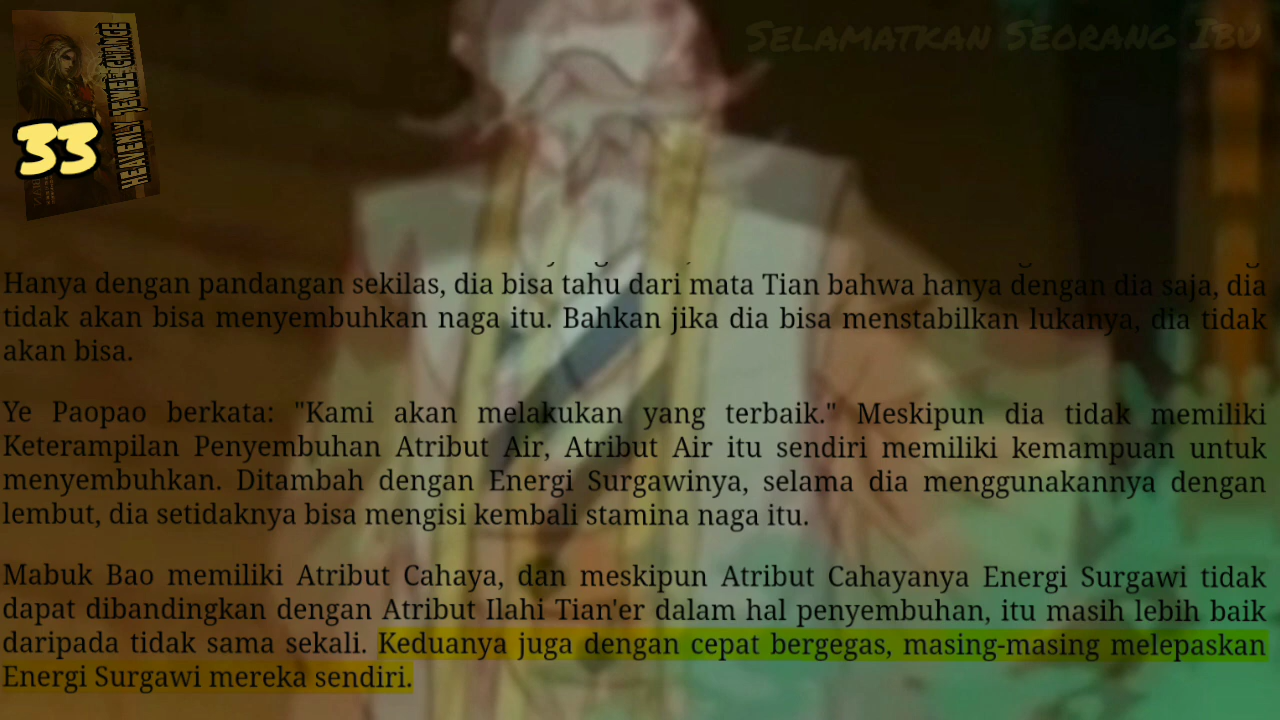 Selamatkan Seorang Ibu
HEAVENLY JEWEL CHANGE
33
Hanya dengan pandangan sekilas, dia bisa tahu dari mata Tian bahwa hanya dengan dia saja, dia
tidak akan bisa menyembuhkan naga itu. Bahkan jika dia bisa menstabilkan lukanya, dia tidak
akan bisa.
Ye Paopao berkata: "Kami akan melakukan yang terbaik." Meskipun dia tidak memiliki
Keterampilan Penyembuhan Atribut Air, Atribut Air itu sendiri memiliki kemampuan untuk
menyembuhkan. Ditambah dengan Energi Surgawinya, selama dia menggunakannya dengan
lembut, dia setidaknya bisa mengisi kembali stamina naga itu.
Mabuk Bao memiliki Atribut Cahaya, dan meskipun Atribut Cahayanya Energi Surgawi tidak
dapat dibandingkan dengan Atribut Ilahi Tian'er dalam hal penyembuhan, itu masih lebih baik
daripada tidak sama sekali. Keduanya juga dengan cepat bergegas, masing-masing melepaskan
Energi Surgawi mereka sendiri.